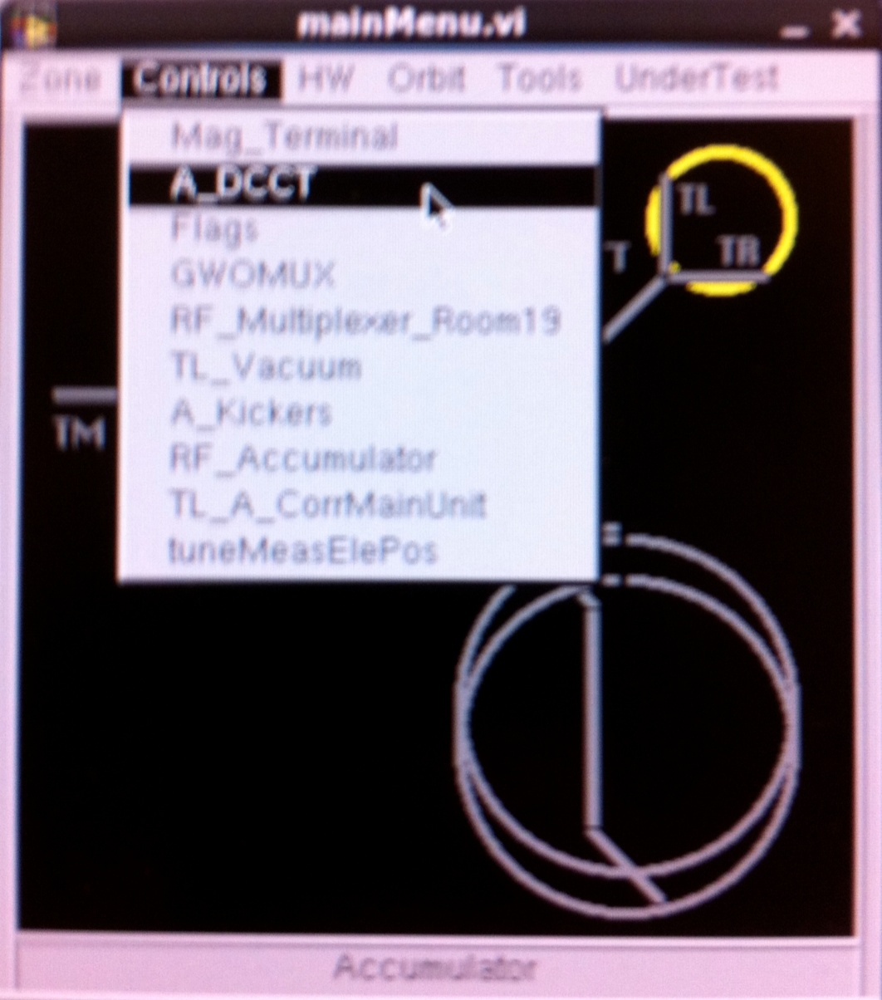 mainMenu.vi
Zone Controls HW Orbit Tools UnderTest
Mag_Terminal
A_DCCT
Flags
GWOMUX
RF_Multiplexer_Room19
TL_Vacuum
A_Kickers
RF_Accumulator
TL_A_CorrMainUnit
tuneMeasElePos
TL
TR
T
TM
Accumulator